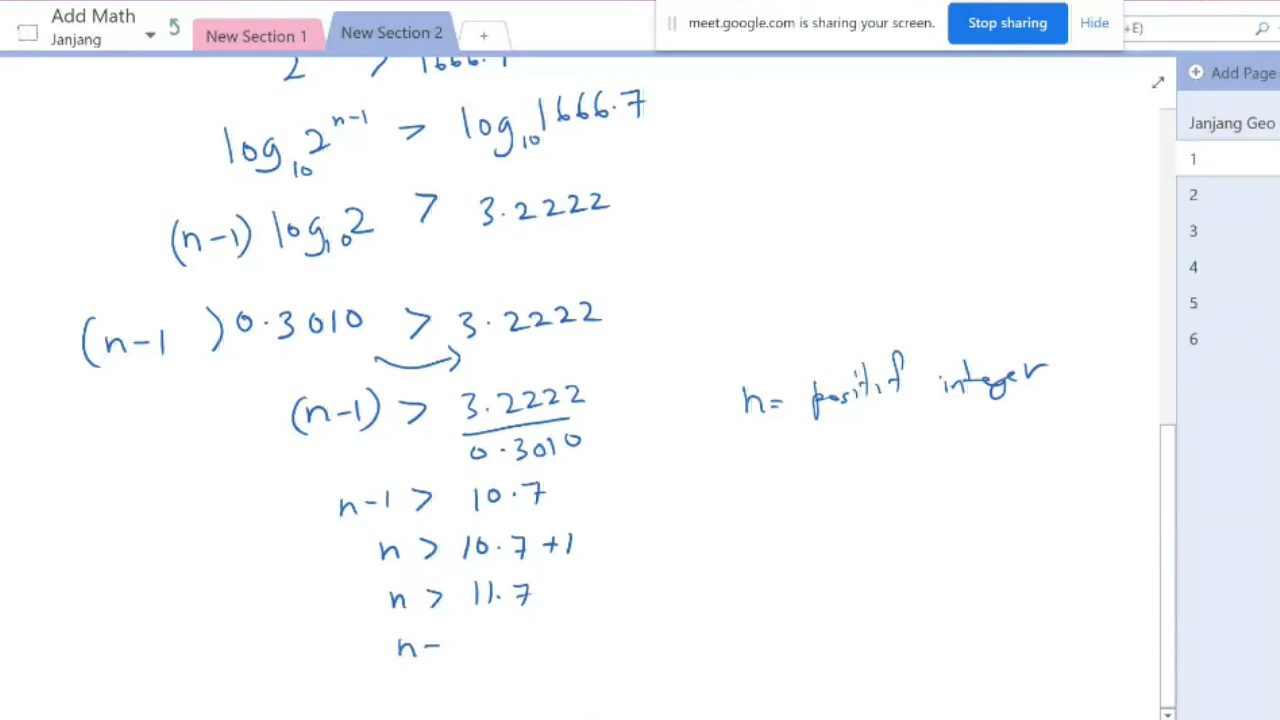 Add Math
Janjang
New Section 1
New Section 2
+
meet.google.com is sharing your screen.
Stop sharing
Hide
+E)
Add Page
Janjang Geo
1
2
3
4
5
6
2 > 1666.7
log₁₀ 2ⁿ⁻¹ > log₁₀ 1666.7
(n-1) log₁₀ 2 > 3.2222
(n-1 ) 0.3010 > 3.2222
(n-1) > 3.2222
0.3010
n = positif integer
n-1 > 10.7
n > 10.7 +1
n > 11.7
n -